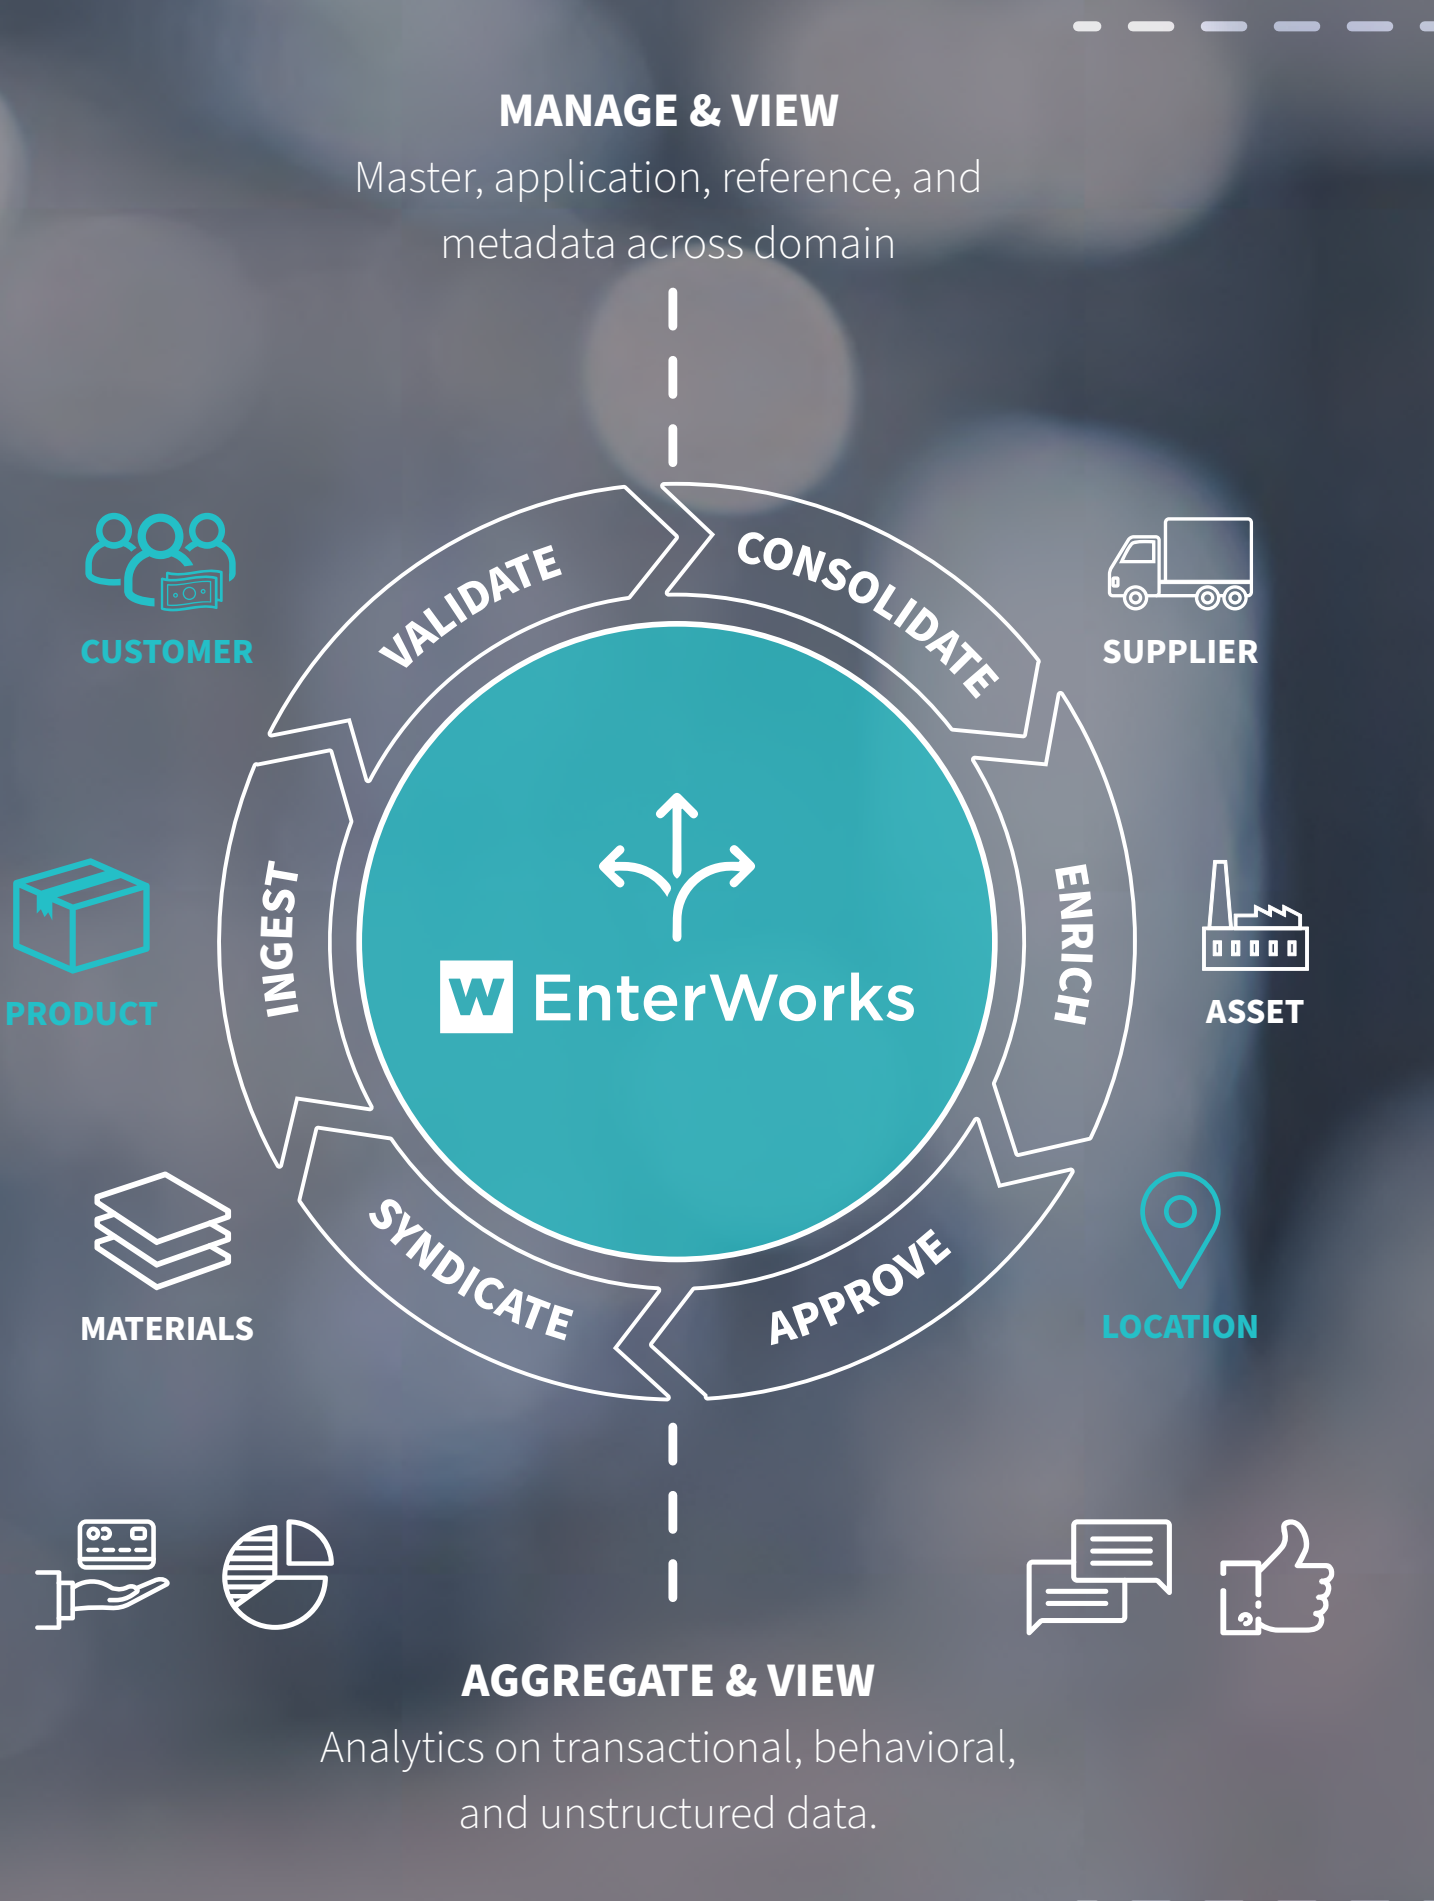 MANAGE & VIEW
Master, application, reference, and
metadata across domain
VALIDATE
CONSOLIDATE
CUSTOMER
SUPPLIER
INGEST
ENRICH
W EnterWorks
PRODUCT
ASSET
SYNDICATE
APPROVE
MATERIALS
LOCATION
AGGREGATE & VIEW
Analytics on transactional, behavioral,
and unstructured data.